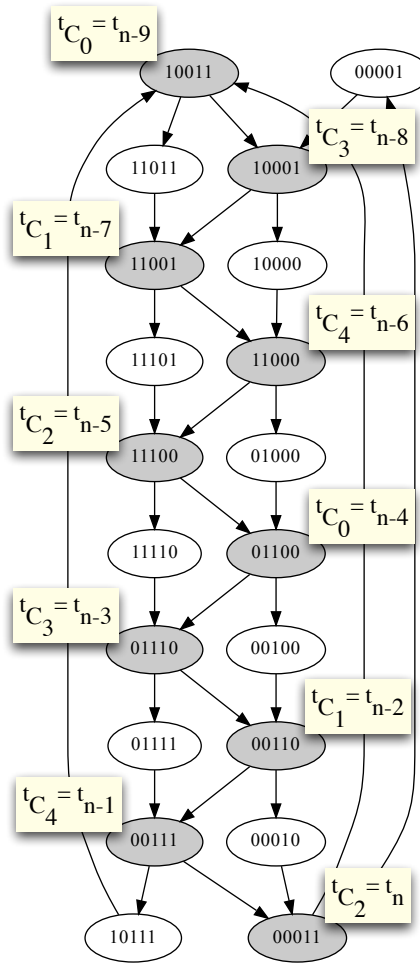 tC0 = tn-9
10011
00001
tC3 = tn-8
11011
10001
tC1 = tn-7
11001
10000
tC4 = tn-6
11101
11000
tC2 = tn-5
11100
01000
tC0 = tn-4
11110
01100
tC3 = tn-3
01110
00100
tC1 = tn-2
01111
00110
tC4 = tn-1
00111
00010
tC2 = tn
10111
00011